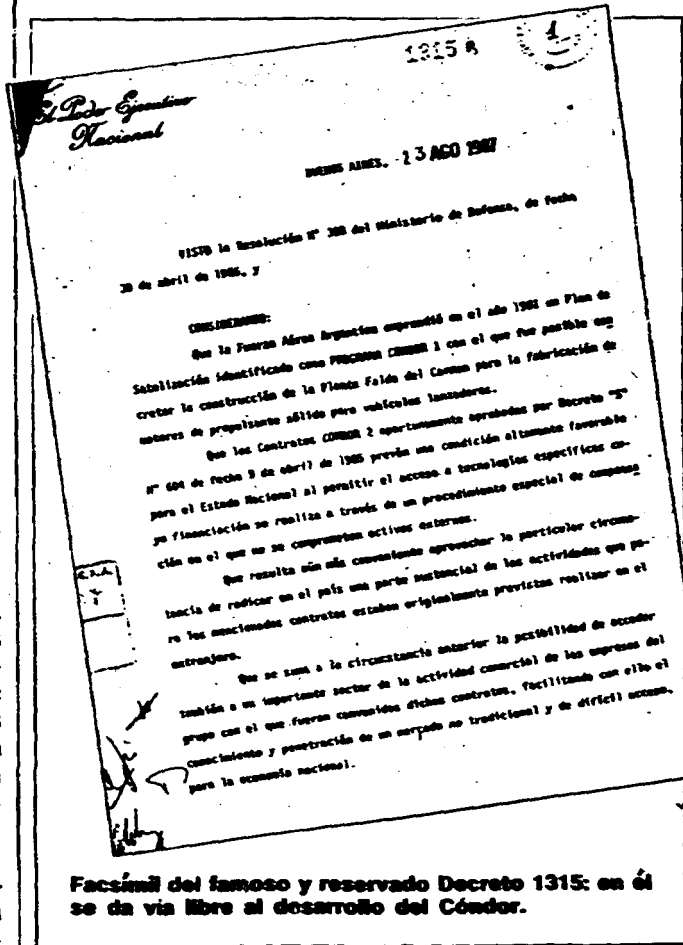 1315
1
El Poder Ejecutivo
Nacional
BUENOS AIRES, 13 AGO 1987
VISTO la Resolución Nº 388 del Ministerio de Defensa, de fecha
30 de abril de 1986, y
CONSIDERANDO:
Que la Fuerza Aérea Argentina emprendió en el año 1982 un Plan de
Satelización identificado como PROGRAMA CONDOR 1 con el que fue posible con
cretar la construcción de la Planta Falda del Carmen para la fabricación de
motores de propulsante sólido para vehículos lanzadores.
Que los Contratos CONDOR 2 oportunamente aprobados por Decreto "S"
Nº 604 de fecha 9 de abril de 1985 prevén una condición altamente favorable
para el Estado Nacional al permitir el acceso a tecnologías específicas cu-
ya financiación se realiza a través de un procedimiento especial de compensa
ción en el que no se comprometen activos externos.
Que resulta aún más conveniente aprovechar la particular circuns-
tancia de radicar en el país una parte sustancial de las actividades que pa-
ra los mencionados contratos estaban originalmente previstas realizar en el
extranjero.
Que se suma a la circunstancia anterior la posibilidad de acceder
también a un importante sector de la actividad comercial de las empresas del
grupo con el que fueran convenidos dichos contratos, facilitando con ello el
conocimiento y penetración de un mercado no tradicional y de difícil acceso,
para la economía nacional.
Facsímil del famoso y reservado Decreto 1315: en él
se da via libre al desarrollo del Cóndor.